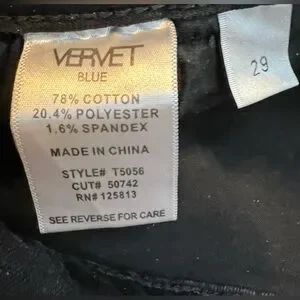 VERVET
BLUE
78% COTTON
20.4% POLYESTER
1.6% SPANDEX
MADE IN CHINA
STYLE# T5056
CUT# 50742
RN# 125813
SEE REVERSE FOR CARE
29